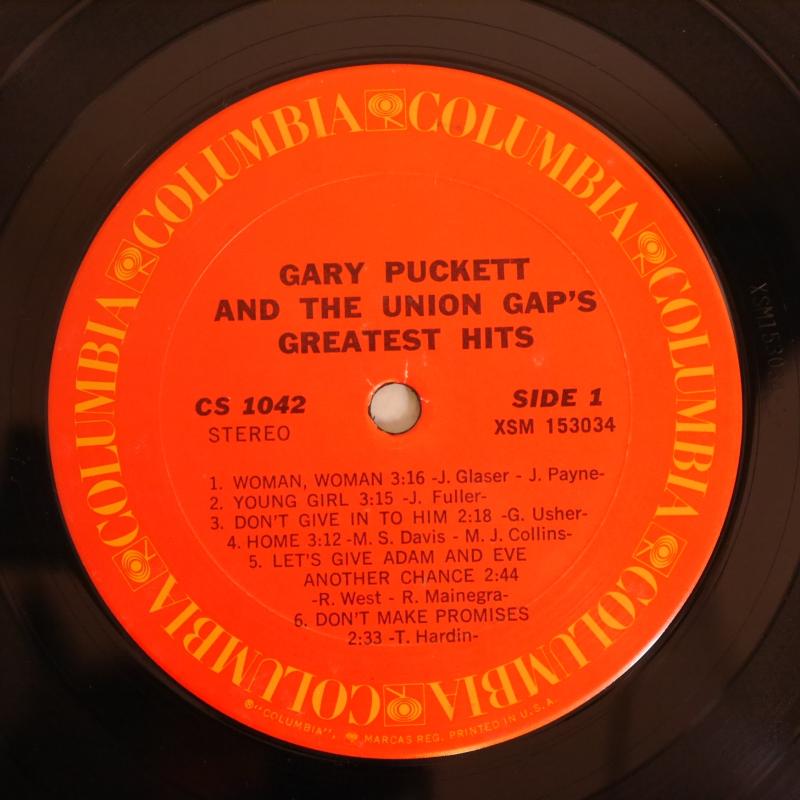 COLUMBIA COLUMBIA COLUMBIA COLUMBIA COLUMBIA COLUMBIA COLUMBIA COLUMBIA
GARY PUCKETT
AND THE UNION GAP'S
GREATEST HITS
CS 1042
STEREO
SIDE 1
XSM 153034
1. WOMAN, WOMAN 3:16 -J. Glaser - J. Payne-
2. YOUNG GIRL 3:15 -J. Fuller-
3. DON'T GIVE IN TO HIM 2:18 -G. Usher-
4. HOME 3:12 -M. S. Davis - M. J. Collins-
5. LET'S GIVE ADAM AND EVE
ANOTHER CHANCE 2:44
-R. West - R. Mainegra-
6. DON'T MAKE PROMISES
2:33 -T. Hardin-
®"COLUMBIA", MARCAS REG. PRINTED IN U.S.A.